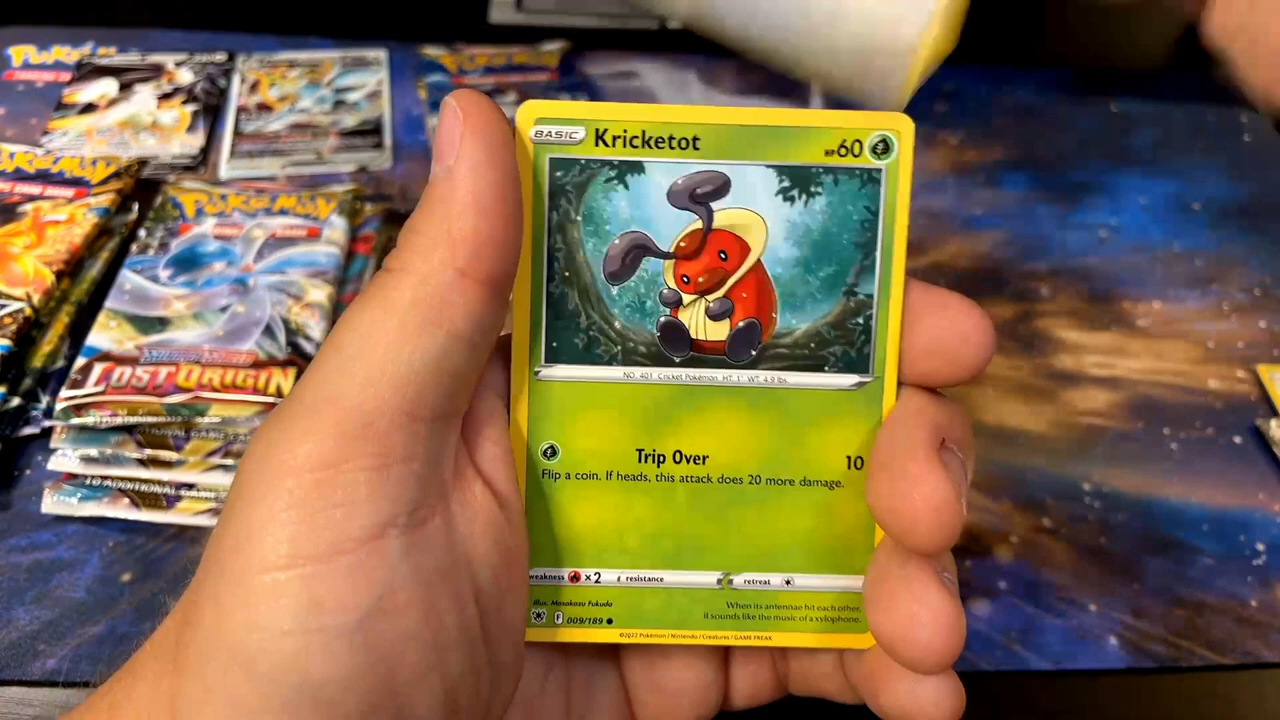 BASIC
Kricketot
HP60
NO. 401 Cricket Pokémon HT. 1' WT. 4.9 lbs.
Trip Over
10
Flip a coin. If heads, this attack does 20 more damage.
weakness
×2
resistance
retreat
Illus. Masakazu Fukuda
F
009/189
When its antennae hit each other,
it sounds like the music of a xylophone.
©2022 Pokémon / Nintendo / Creatures / GAME FREAK
POKÉMON
POKÉMON
POKÉMON
LOST ORIGIN
10 ADDITIONAL GAME